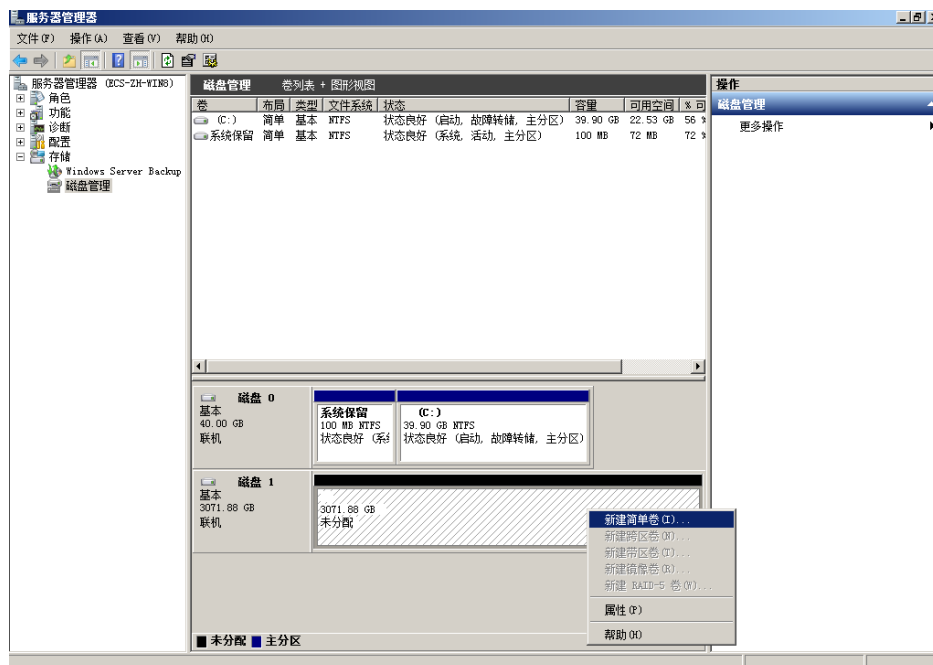 服务器管理器
文件(F) 操作(A) 查看(V) 帮助(H)
服务器管理器 (ECS-ZH-WIN8)
角色
功能
诊断
配置
存储
Windows Server Backup
磁盘管理
磁盘管理 卷列表 + 图形视图
卷 布局 类型 文件系统 状态 容量 可用空间 % 可
(C:) 简单 基本 NTFS 状态良好 (启动, 故障转储, 主分区) 39.90 GB 22.53 GB 56 %
系统保留 简单 基本 NTFS 状态良好 (系统, 活动, 主分区) 100 MB 72 MB 72 %
磁盘 0
基本
40.00 GB
联机
系统保留
100 MB NTFS
状态良好 (系统
(C:)
39.90 GB NTFS
状态良好 (启动, 故障转储, 主分区)
磁盘 1
基本
3071.88 GB
联机
3071.88 GB
未分配
新建简单卷(I)...
新建跨区卷(N)...
新建带区卷(T)...
新建镜像卷(R)...
新建 RAID-5 卷(W)...
属性(P)
帮助(H)
未分配 主分区
操作
磁盘管理
更多操作